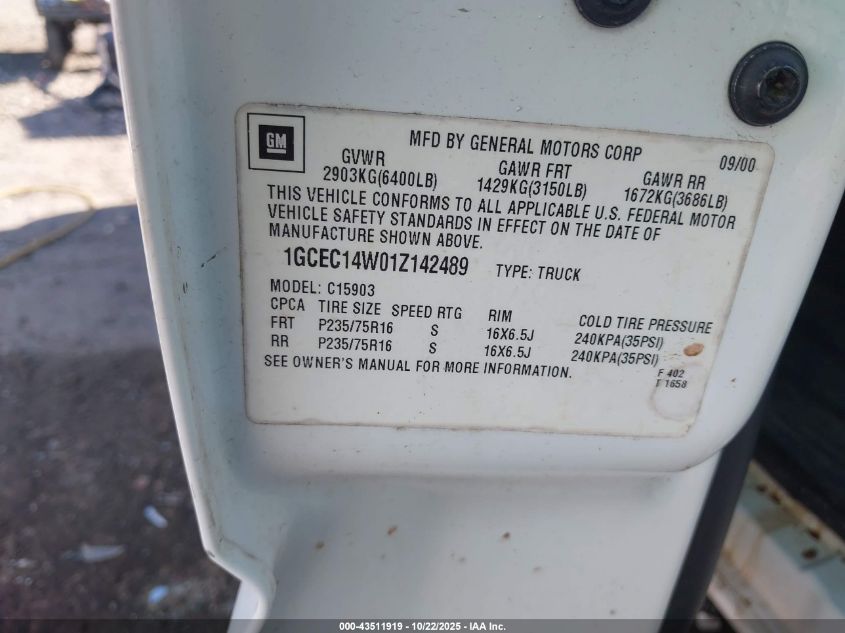 GM
MFD BY GENERAL MOTORS CORP 09/00
GVWR GAWR FRT GAWR RR
2903KG(6400LB) 1429KG(3150LB) 1672KG(3686LB)
THIS VEHICLE CONFORMS TO ALL APPLICABLE U.S. FEDERAL MOTOR
VEHICLE SAFETY STANDARDS IN EFFECT ON THE DATE OF
MANUFACTURE SHOWN ABOVE.
1GCEC14W01Z142489 TYPE: TRUCK
MODEL: C15903
CPCA TIRE SIZE SPEED RTG RIM COLD TIRE PRESSURE
FRT P235/75R16 S 16X6.5J 240KPA(35PSI)
RR P235/75R16 S 16X6.5J 240KPA(35PSI)
SEE OWNER'S MANUAL FOR MORE INFORMATION.
F 402
1658
000-43511919 - 10/22/2025 - IAA Inc.